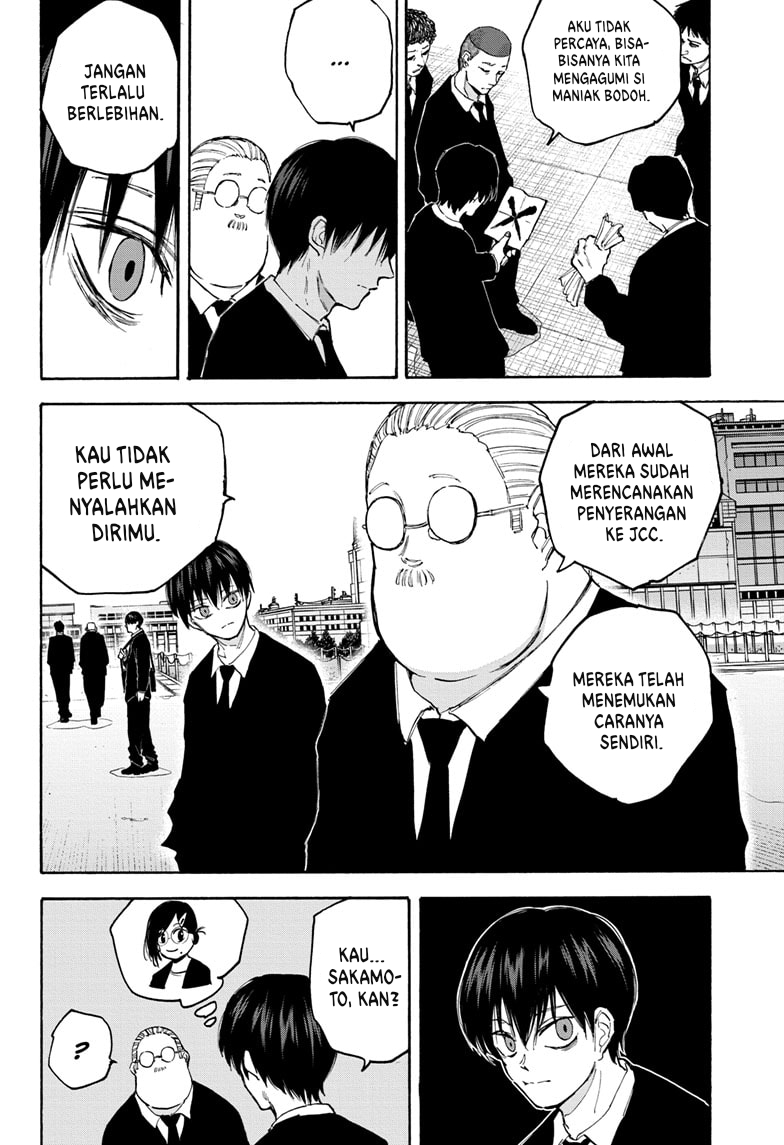 AKU TIDAK
PERCAYA, BISA-
BISANYA KITA
MENGAGUMI SI
MANIAK BODOH.
...
JANGAN
TERLALU
BERLEBIHAN.
DARI AWAL
MEREKA SUDAH
MERENCANAKAN
PENYERANGAN
KE JCC.
MEREKA TELAH
MENEMUKAN
CARANYA
SENDIRI.
KAU TIDAK
PERLU ME-
NYALAHKAN
DIRIMU.
KAU...
SAKAMO-
TO, KAN?
?